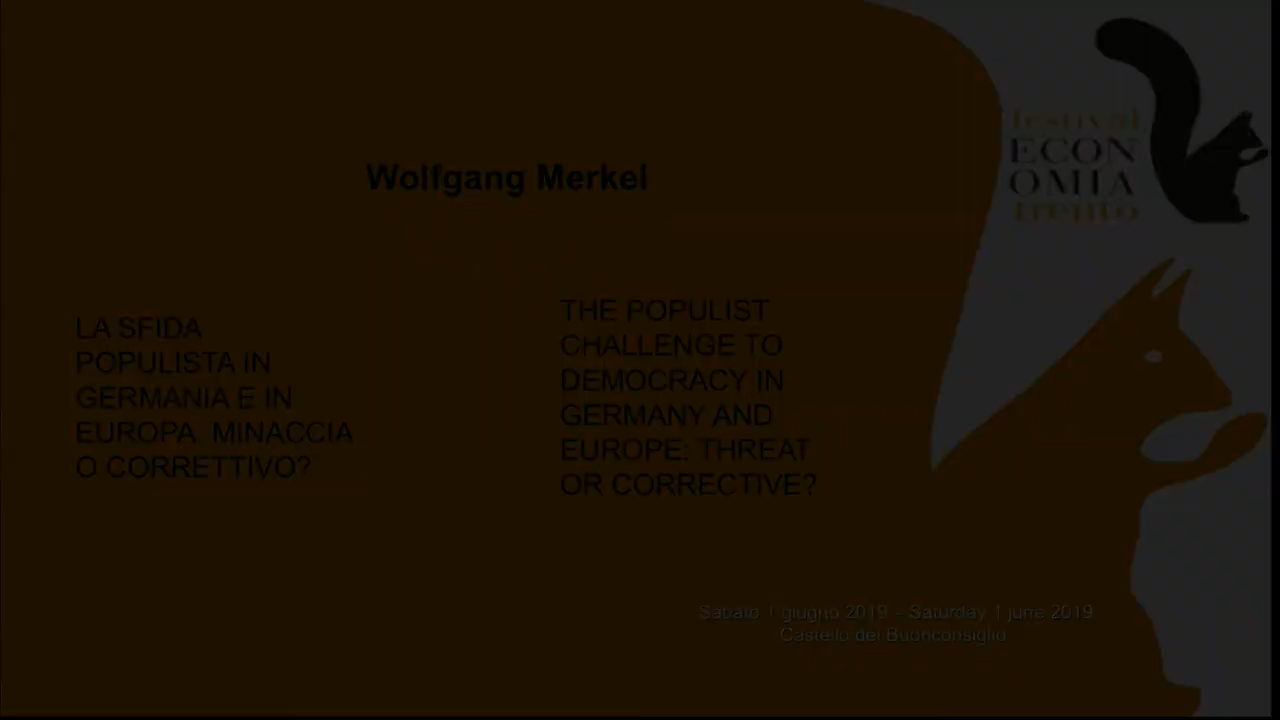 Wolfgang Merkel
festival
ECON
OMIA
trento
LA SFIDA
POPULISTA IN
GERMANIA E IN
EUROPA MINACCIA
O CORRETTIVO?
THE POPULIST
CHALLENGE TO
DEMOCRACY IN
GERMANY AND
EUROPE: THREAT
OR CORRECTIVE?
Sabato 1 giugno 2019 – Saturday 1 june 2019
Castello del Buonconsiglio